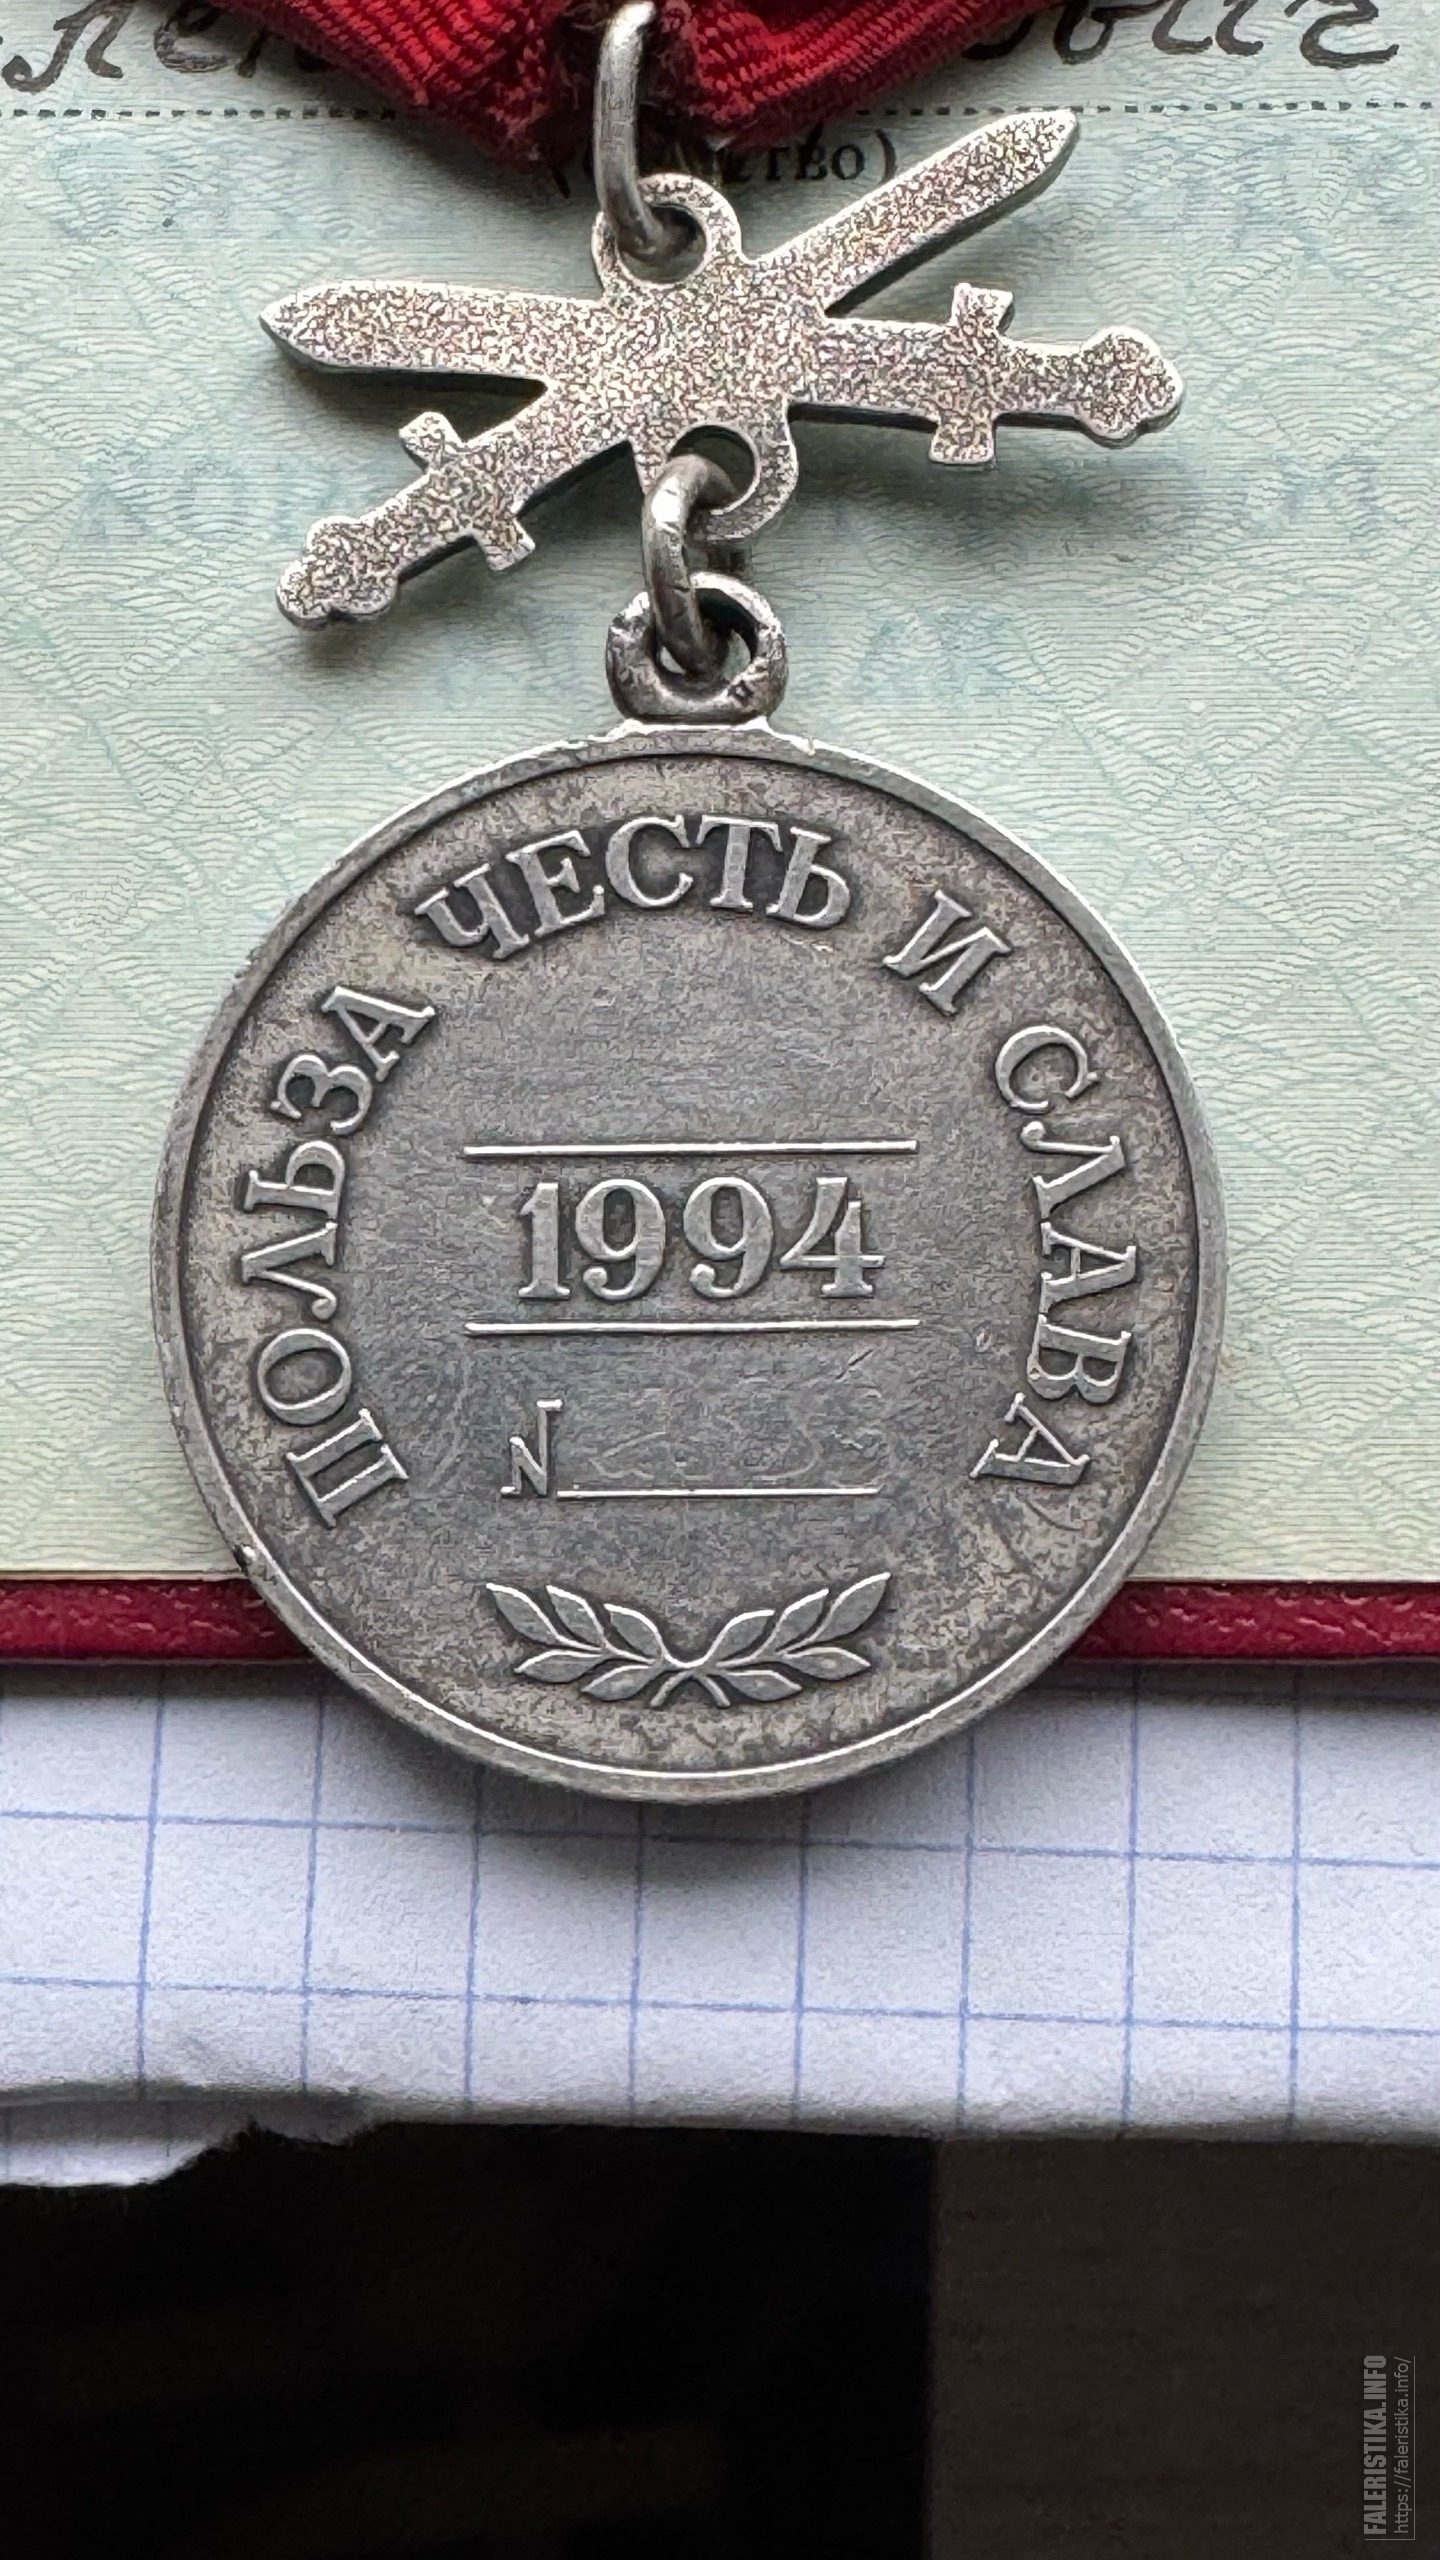 ПОЛЬЗА ЧЕСТЬ И СЛАВА
1994
N
FALERISTIKA.INFO
https://faleristika.info/